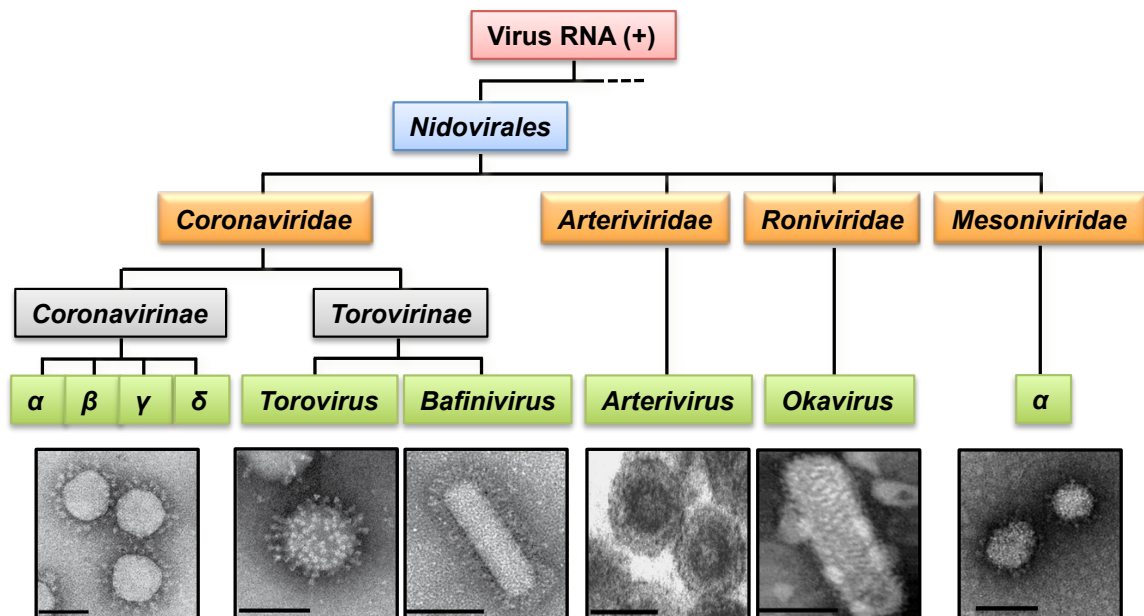 Virus RNA (+)
Nidovirales
Coronaviridae
Arteriviridae
Roniviridae
Mesoniviridae
Coronavirinae
Torovirinae
α
β
γ
δ
Torovirus
Bafinivirus
Arterivirus
Okavirus
α